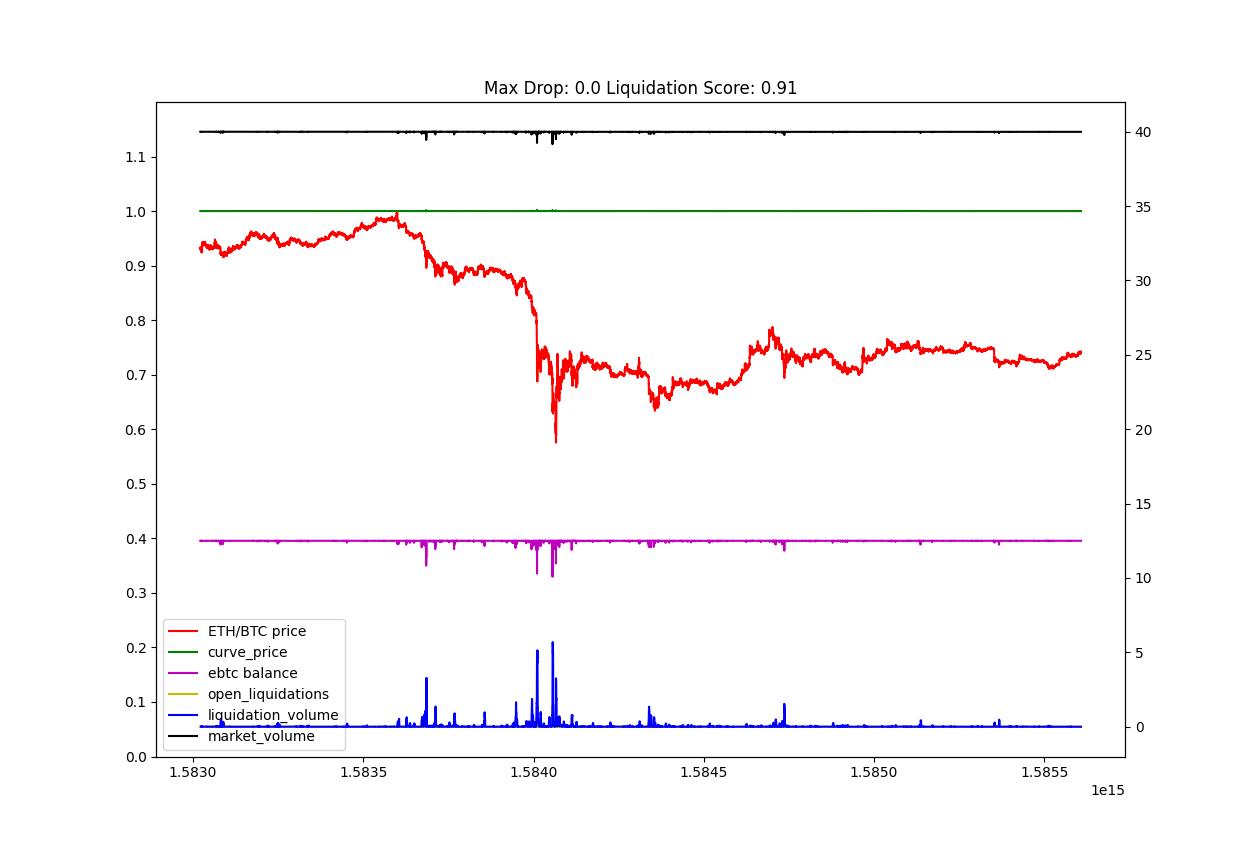 Max Drop: 0.0 Liquidation Score: 0.91
1.1
1.0
0.9
0.8
0.7
0.6
0.5
0.4
0.3
0.2
0.1
0.0
40
35
30
25
20
15
10
5
0
ETH/BTC price
curve_price
ebtc balance
open_liquidations
liquidation_volume
market_volume
1.5830 1.5835 1.5840 1.5845 1.5850 1.5855
1e15